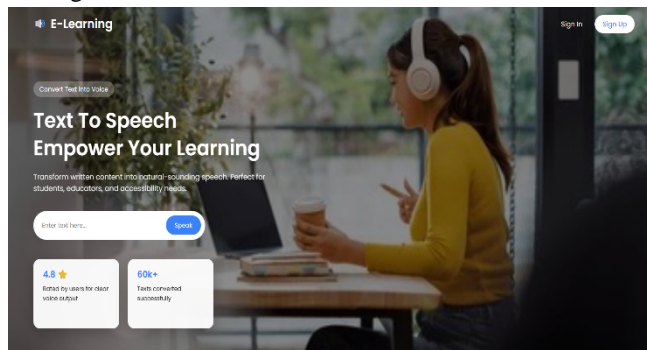 E-Learning
Sign In
Sign Up
Convert Text Into Voice
Text To Speech
Empower Your Learning
Transform written content into natural-sounding speech. Perfect for
students, educators, and accessibility needs.
Enter text here...
Speak
4.8
Rated by users for clear
voice output
60k+
Texts converted
successfully